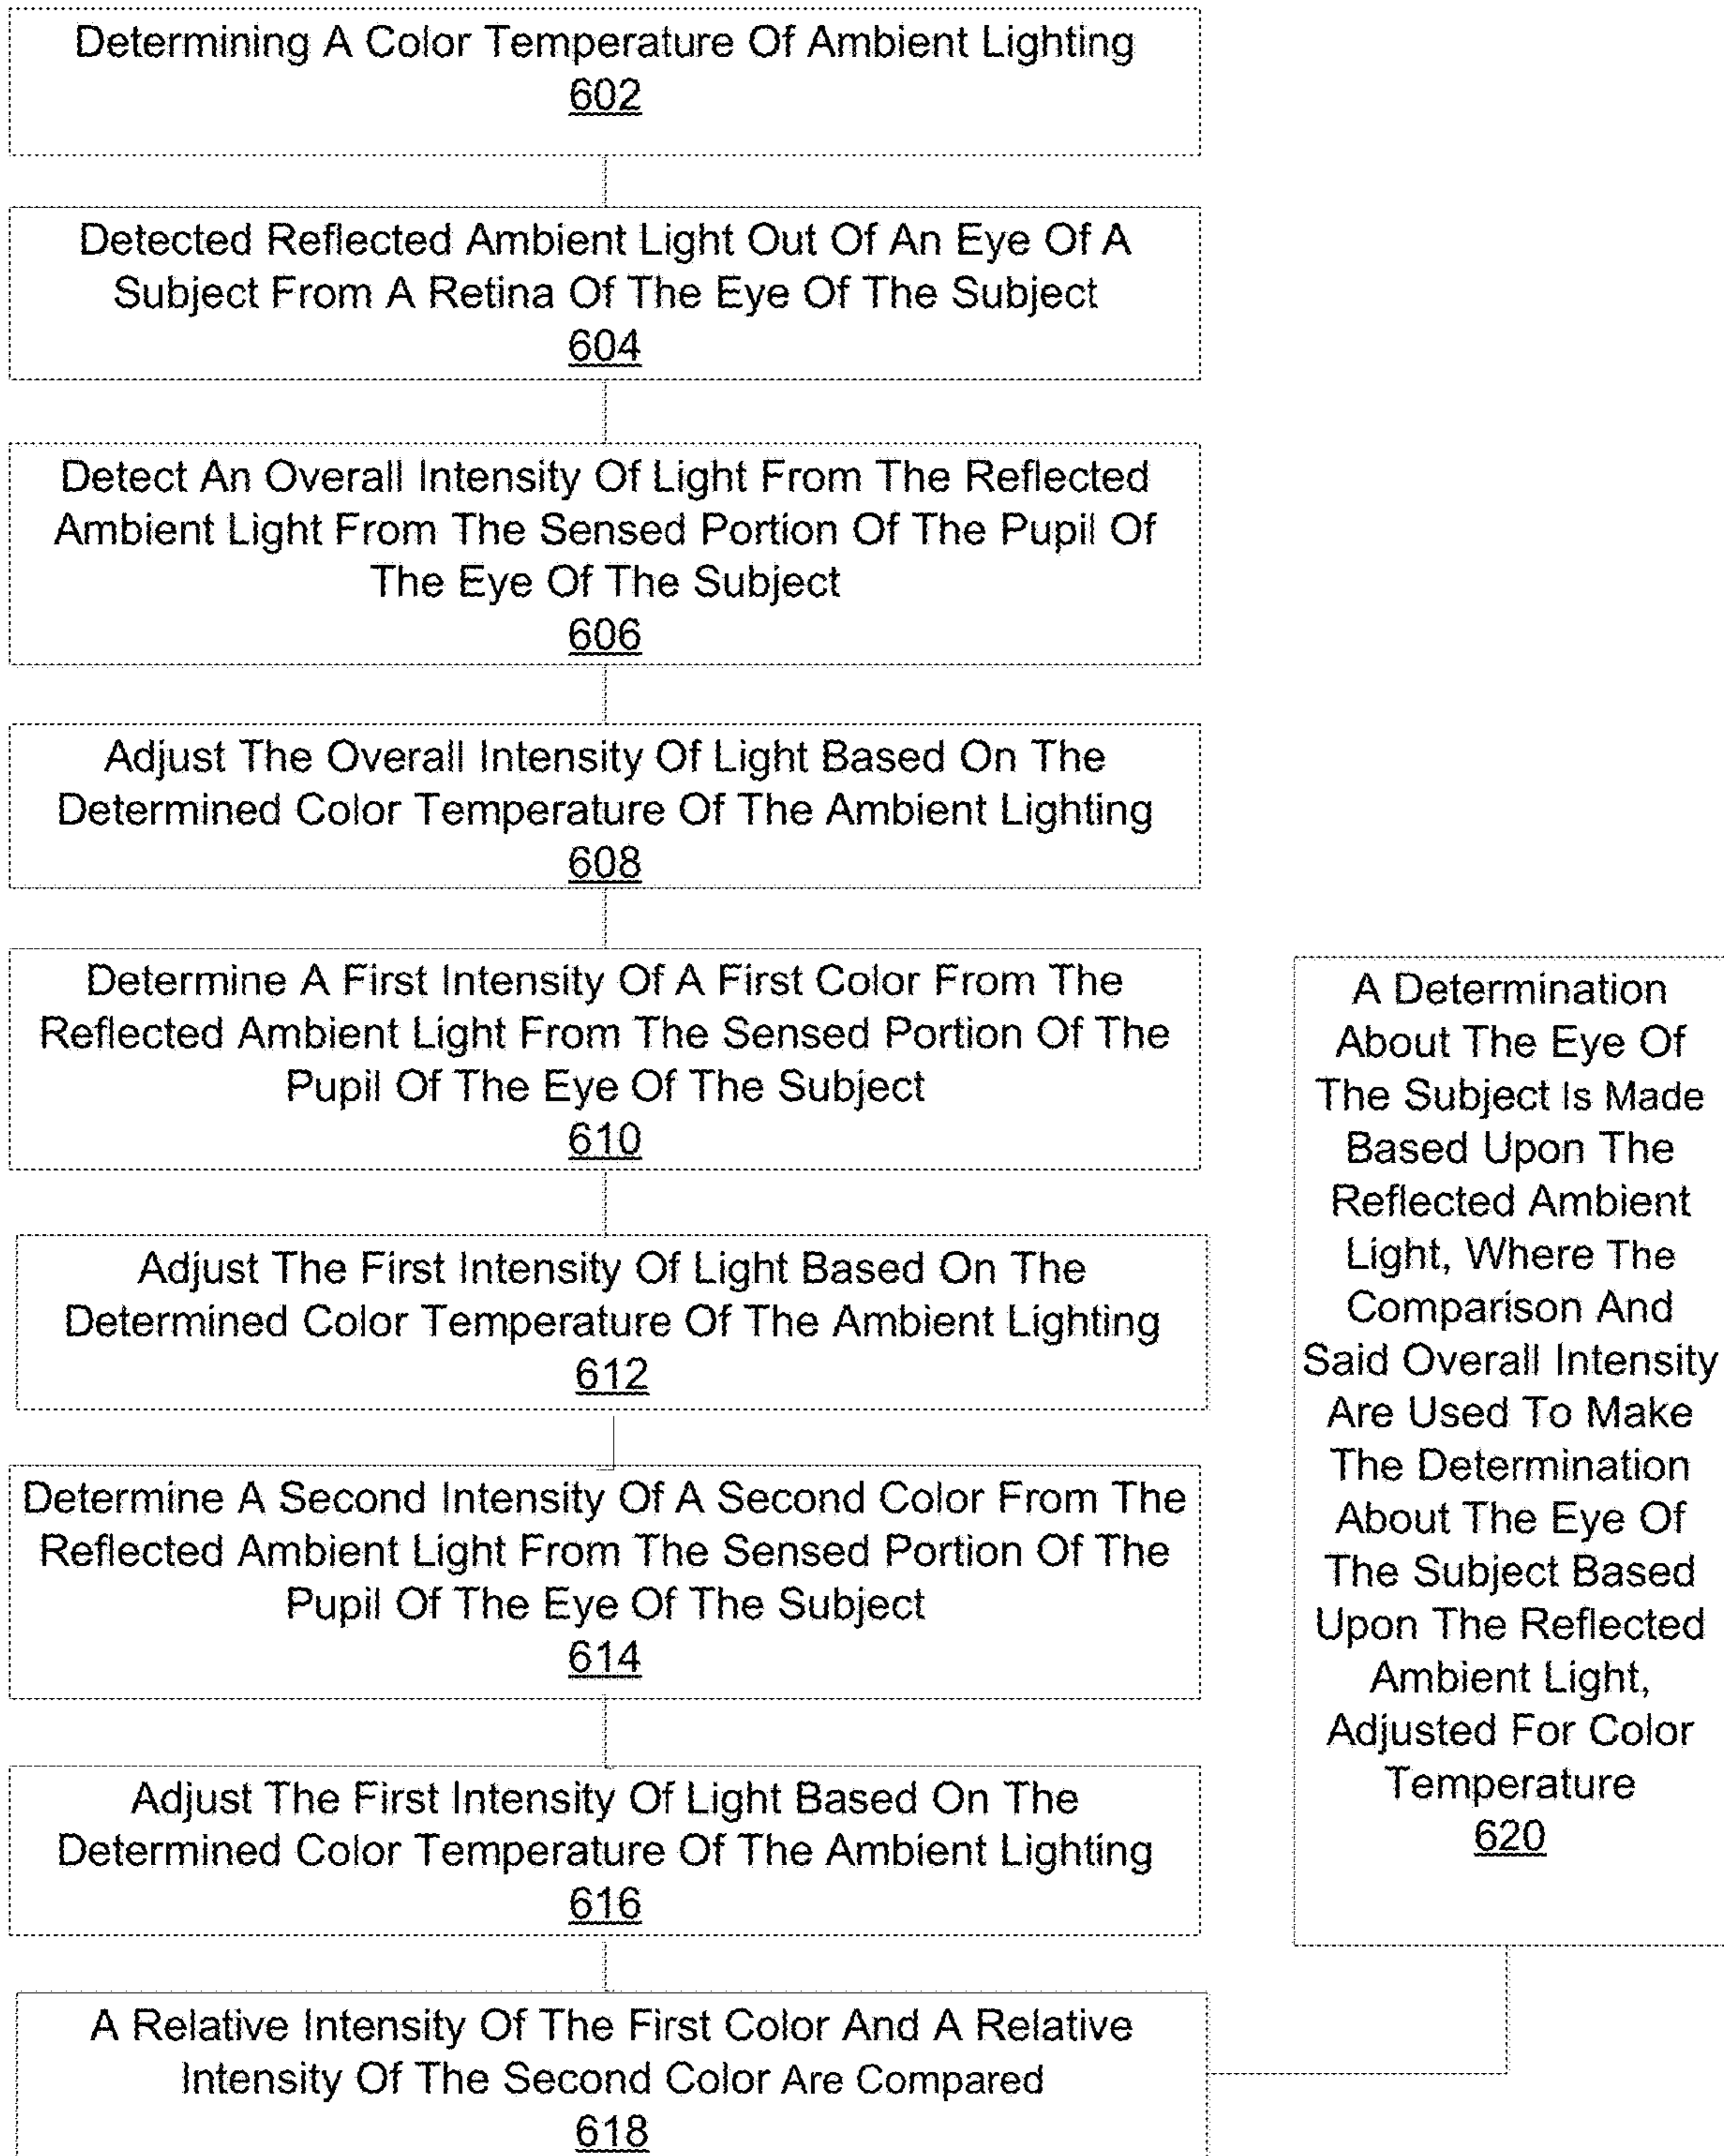 Determining A Color Temperature Of Ambient Lighting
602
Detected Reflected Ambient Light Out Of An Eye Of A
Subject From A Retina Of The Eye Of The Subject
604
Detect An Overall Intensity Of Light From The Reflected
Ambient Light From The Sensed Portion Of The Pupil Of
The Eye Of The Subject
606
Adjust The Overall Intensity Of Light Based On The
Determined Color Temperature Of The Ambient Lighting
608
Determine A First Intensity Of A First Color From The
Reflected Ambient Light From The Sensed Portion Of The
Pupil Of The Eye Of The Subject
610
Adjust The First Intensity Of Light Based On The
Determined Color Temperature Of The Ambient Lighting
612
Determine A Second Intensity Of A Second Color From The
Reflected Ambient Light From The Sensed Portion Of The
Pupil Of The Eye Of The Subject
614
Adjust The First Intensity Of Light Based On The
Determined Color Temperature Of The Ambient Lighting
616
A Relative Intensity Of The First Color And A Relative
Intensity Of The Second Color Are Compared
618
A Determination
About The Eye Of
The Subject Is Made
Based Upon The
Reflected Ambient
Light, Where The
Comparison And
Said Overall Intensity
Are Used To Make
The Determination
About The Eye Of
The Subject Based
Upon The Reflected
Ambient Light,
Adjusted For Color
Temperature
620